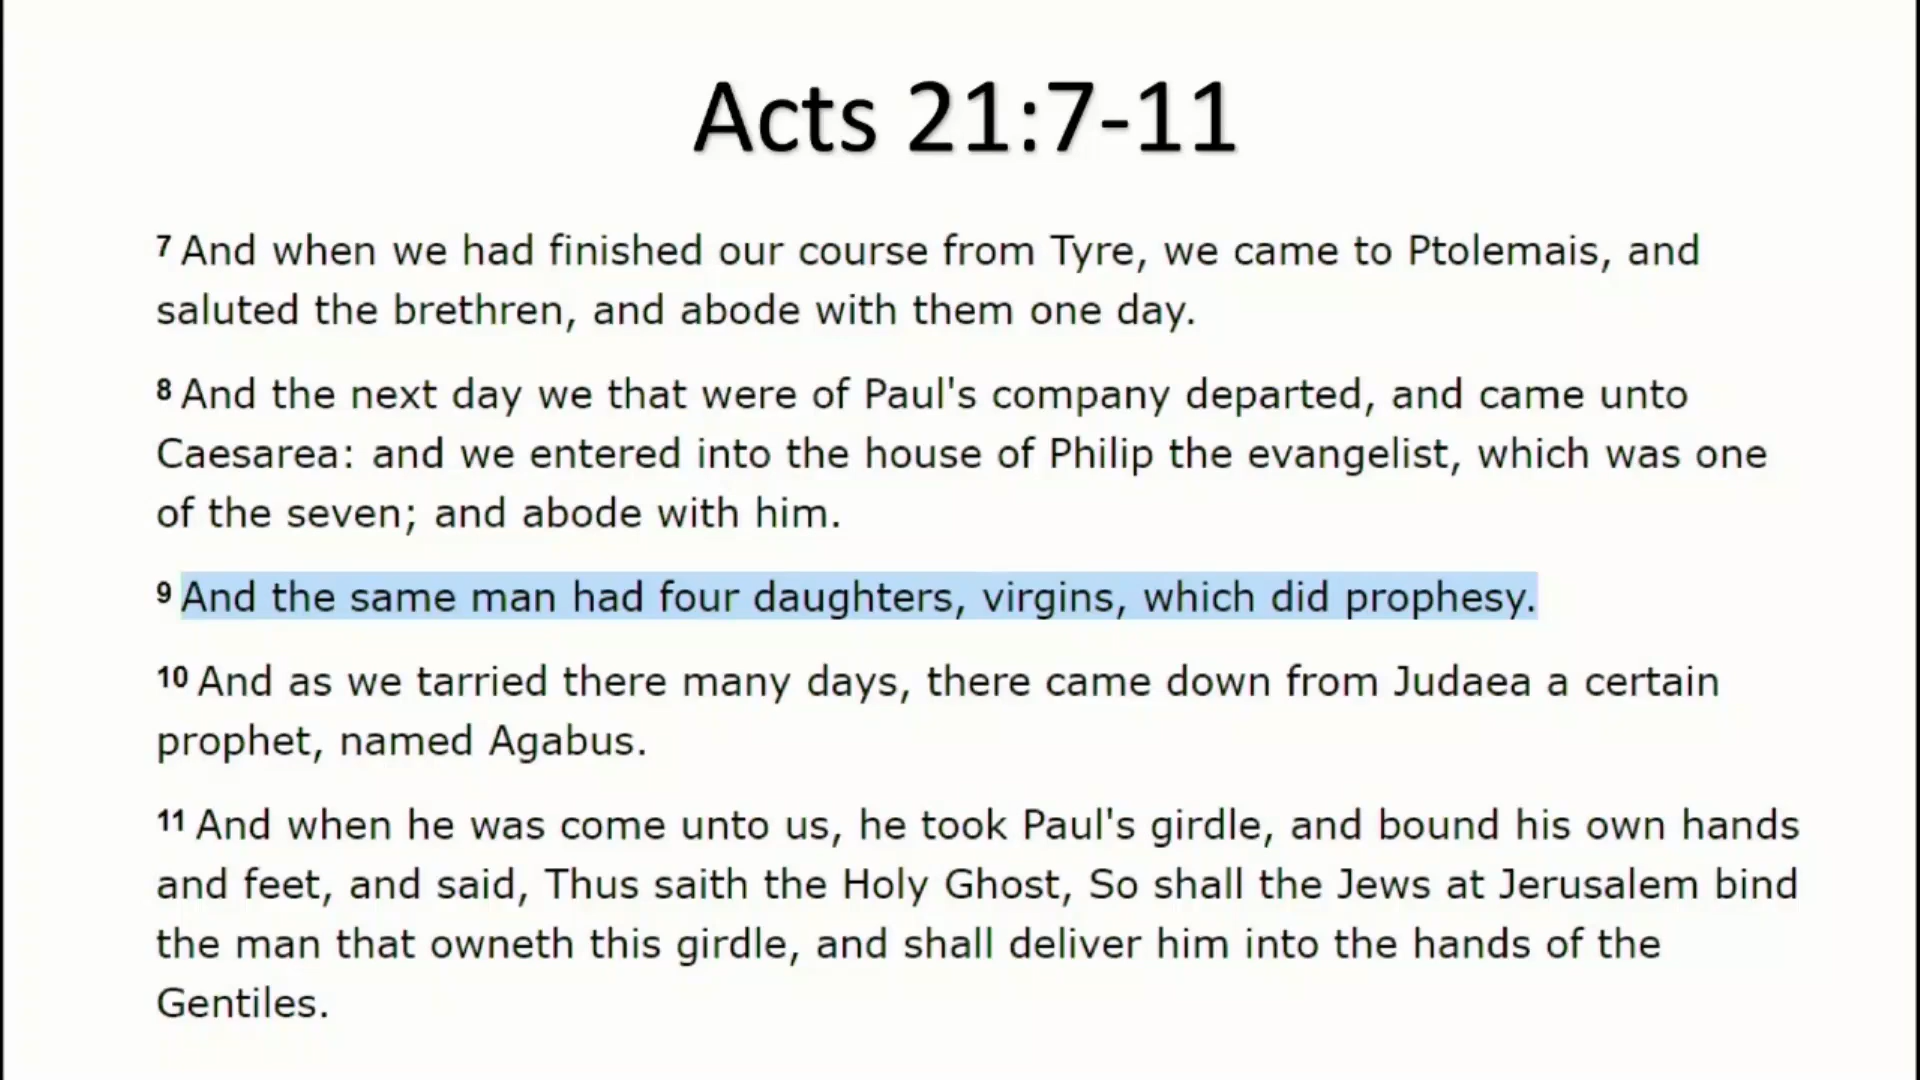 Acts 21:7-11
7 And when we had finished our course from Tyre, we came to Ptolemais, and
saluted the brethren, and abode with them one day.
8 And the next day we that were of Paul's company departed, and came unto
Caesarea: and we entered into the house of Philip the evangelist, which was one
of the seven; and abode with him.
9 And the same man had four daughters, virgins, which did prophesy.
10 And as we tarried there many days, there came down from Judaea a certain
prophet, named Agabus.
11 And when he was come unto us, he took Paul's girdle, and bound his own hands
and feet, and said, Thus saith the Holy Ghost, So shall the Jews at Jerusalem bind
the man that owneth this girdle, and shall deliver him into the hands of the
Gentiles.